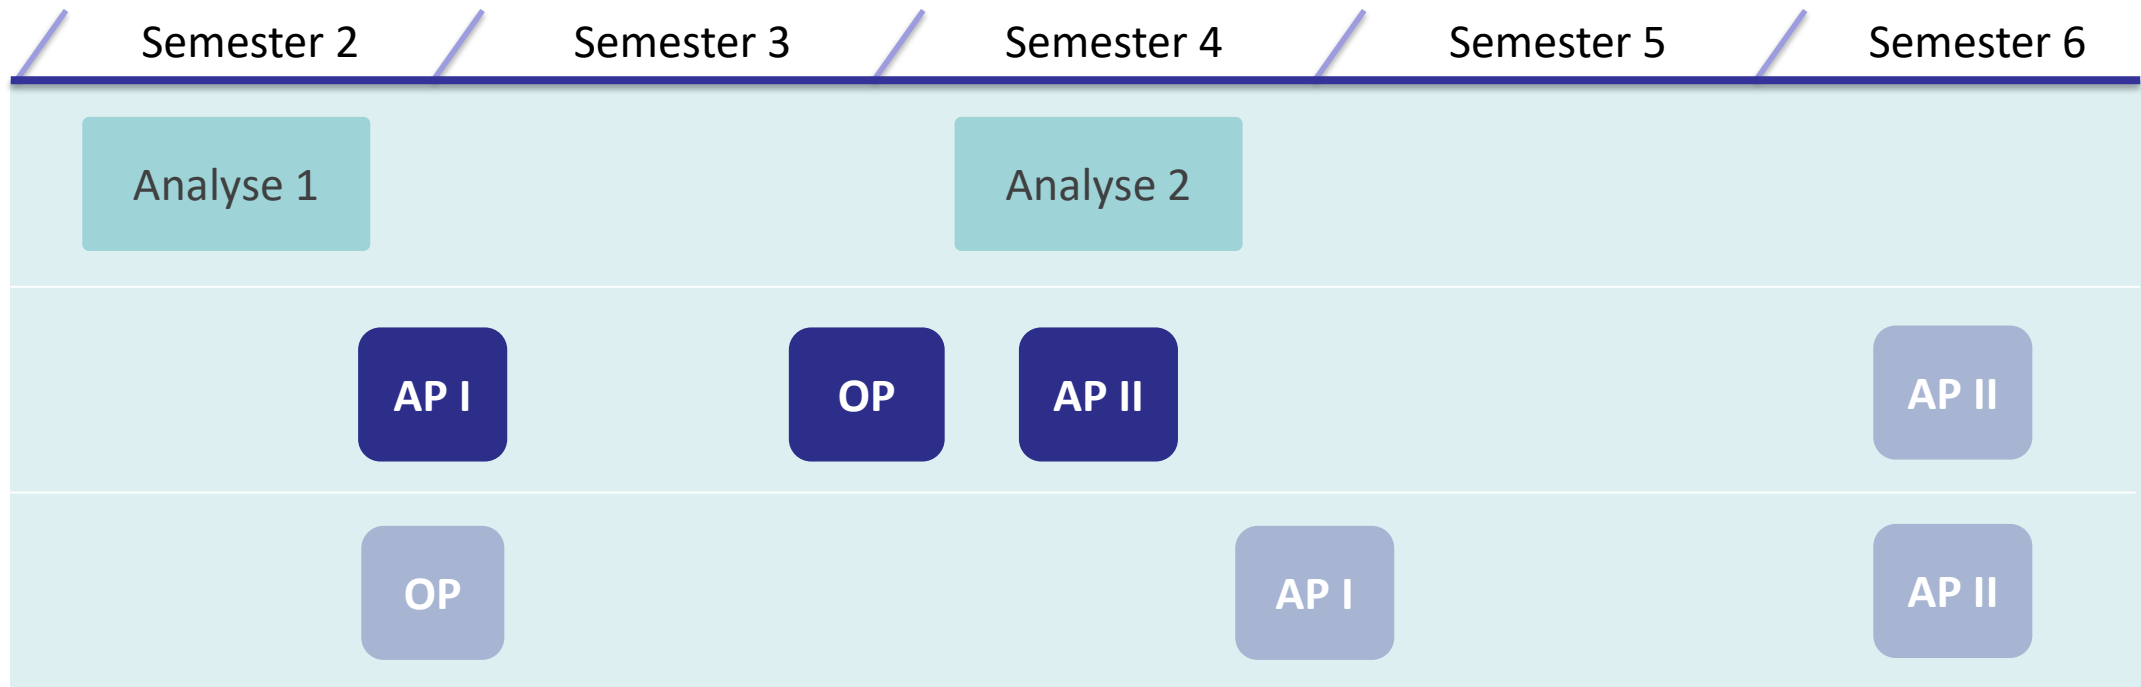 Semester 2
Semester 3
Semester 4
Semester 5
Semester 6
Analyse 1
Analyse 2
AP I
OP
AP II
AP II
OP
AP I
AP II